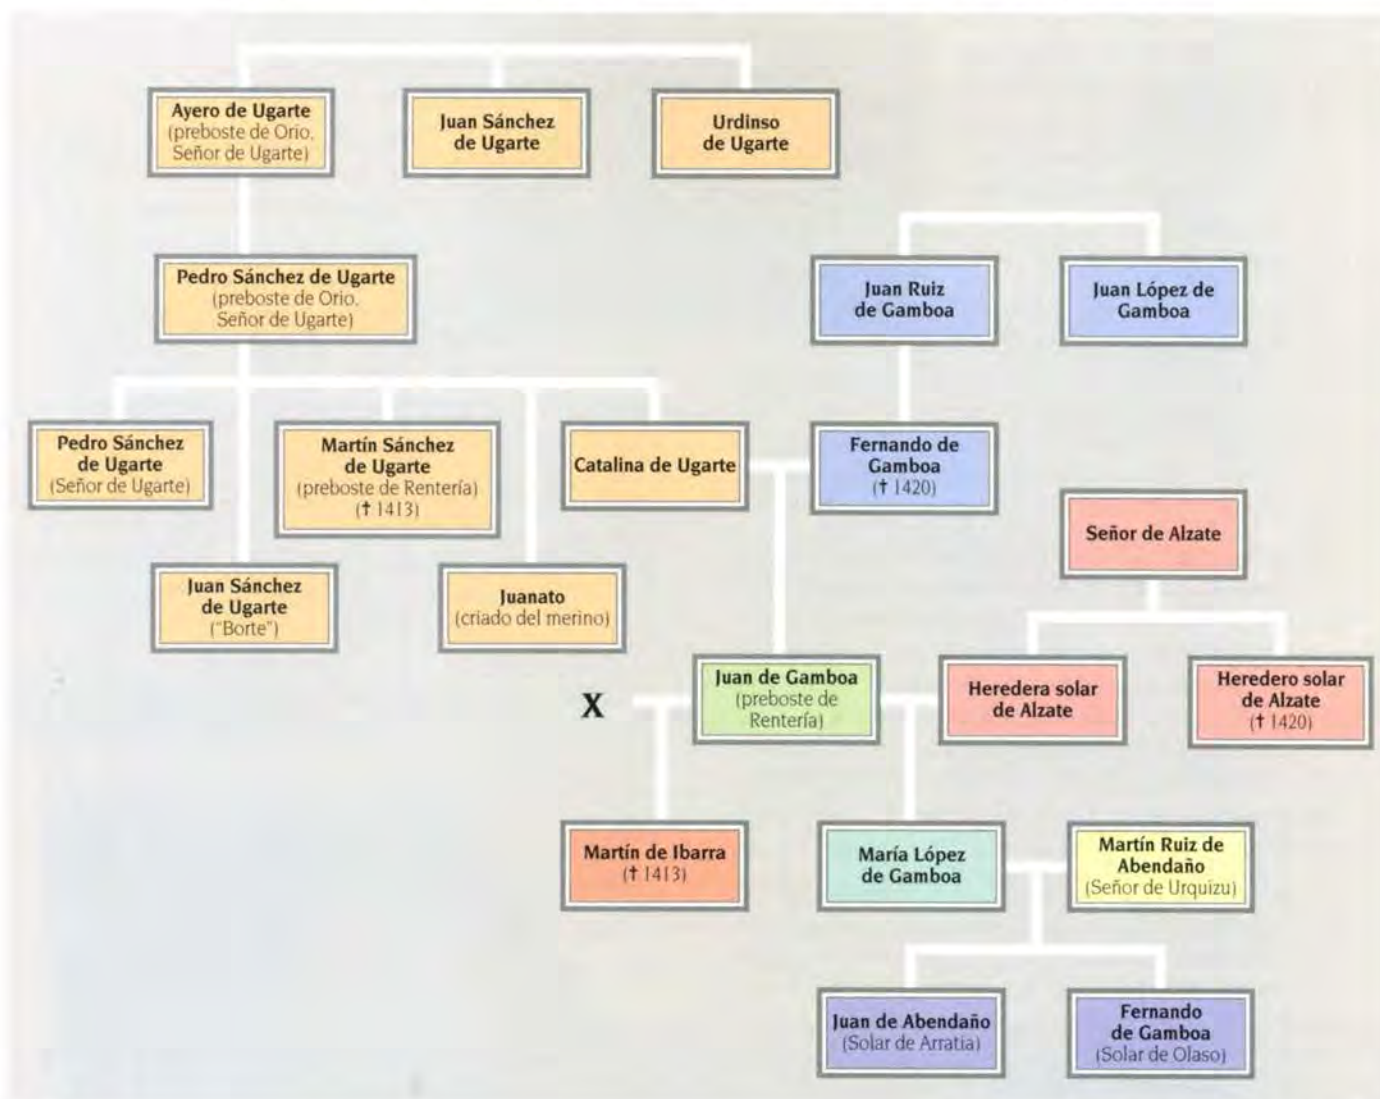 Ayero de Ugarte
(preboste de Orio,
Señor de Ugarte)
Juan Sánchez
de Ugarte
Urdinso
de Ugarte
Pedro Sánchez de Ugarte
(preboste de Orio,
Señor de Ugarte)
Juan Ruiz
de Gamboa
Juan López de
Gamboa
Pedro Sánchez
de Ugarte
(Señor de Ugarte)
Martín Sánchez
de Ugarte
(preboste de Rentería)
(✝ 1413)
Catalina de Ugarte
Fernando de
Gamboa
(✝ 1420)
Señor de Alzate
Juan Sánchez
de Ugarte
("Borte")
Juanato
(criado del merino)
X
Juan de Gamboa
(preboste de
Rentería)
Heredera solar
de Alzate
Heredero solar
de Alzate
(✝ 1420)
Martín de Ibarra
(✝ 1413)
María López
de Gamboa
Martín Ruiz de
Abendaño
(Señor de Urquizu)
Juan de Abendaño
(Solar de Arratia)
Fernando
de Gamboa
(Solar de Olaso)